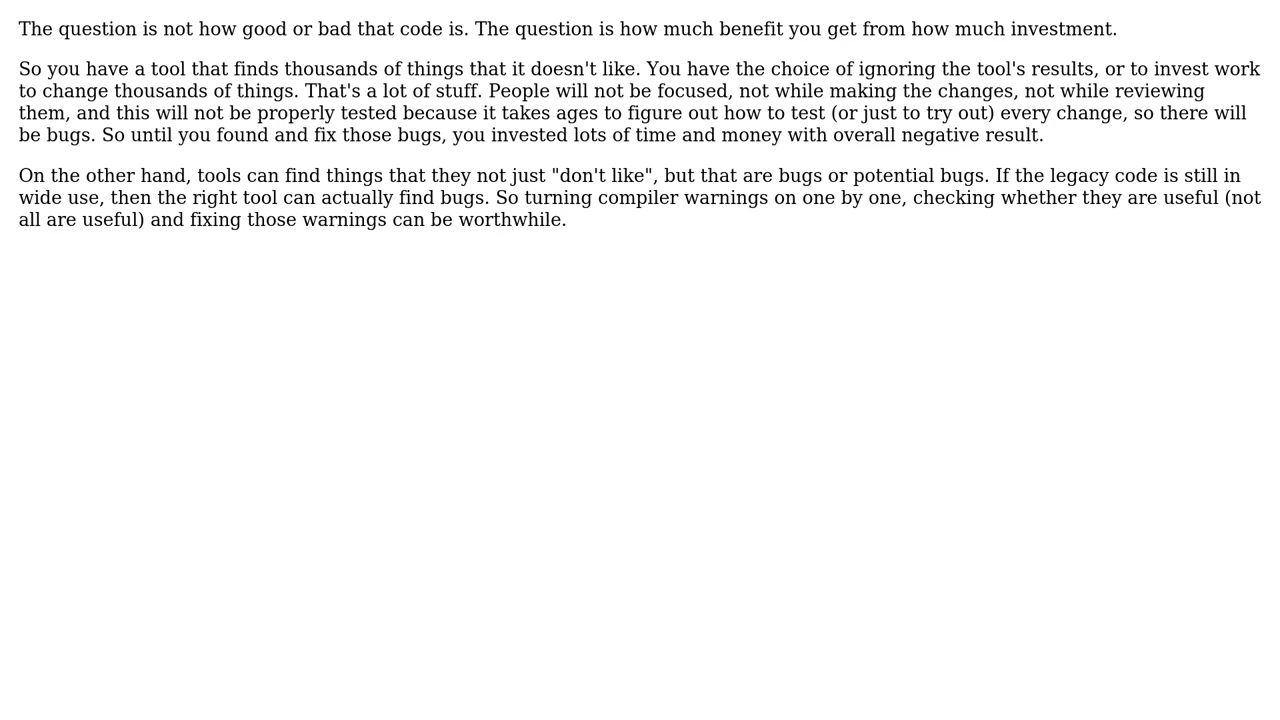 The question is not how good or bad that code is. The question is how much benefit you get from how much investment.
So you have a tool that finds thousands of things that it doesn't like. You have the choice of ignoring the tool's results, or to invest work
to change thousands of things. That's a lot of stuff. People will not be focused, not while making the changes, not while reviewing
them, and this will not be properly tested because it takes ages to figure out how to test (or just to try out) every change, so there will
be bugs. So until you found and fix those bugs, you invested lots of time and money with overall negative result.
On the other hand, tools can find things that they not just "don't like", but that are bugs or potential bugs. If the legacy code is still in
wide use, then the right tool can actually find bugs. So turning compiler warnings on one by one, checking whether they are useful (not
all are useful) and fixing those warnings can be worthwhile.